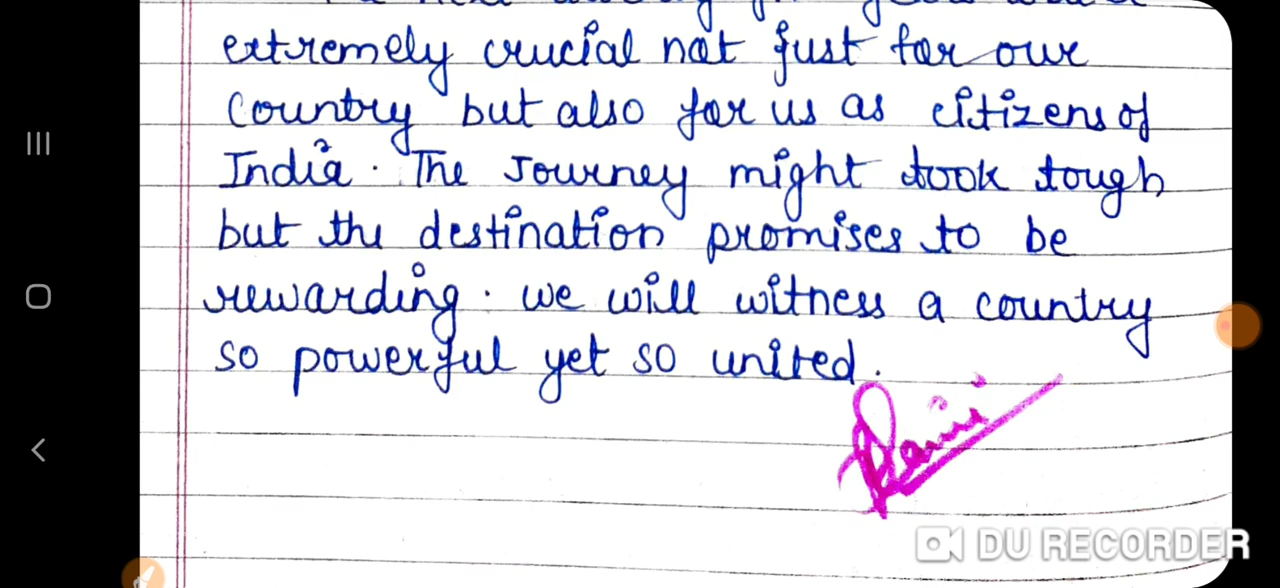 extremely crucial not just for our
Country but also for us as citizens of
India. The Journey might took tough
but the destination promises to be
rewarding. we will witness a country
so powerful yet so united.
DU RECORDER